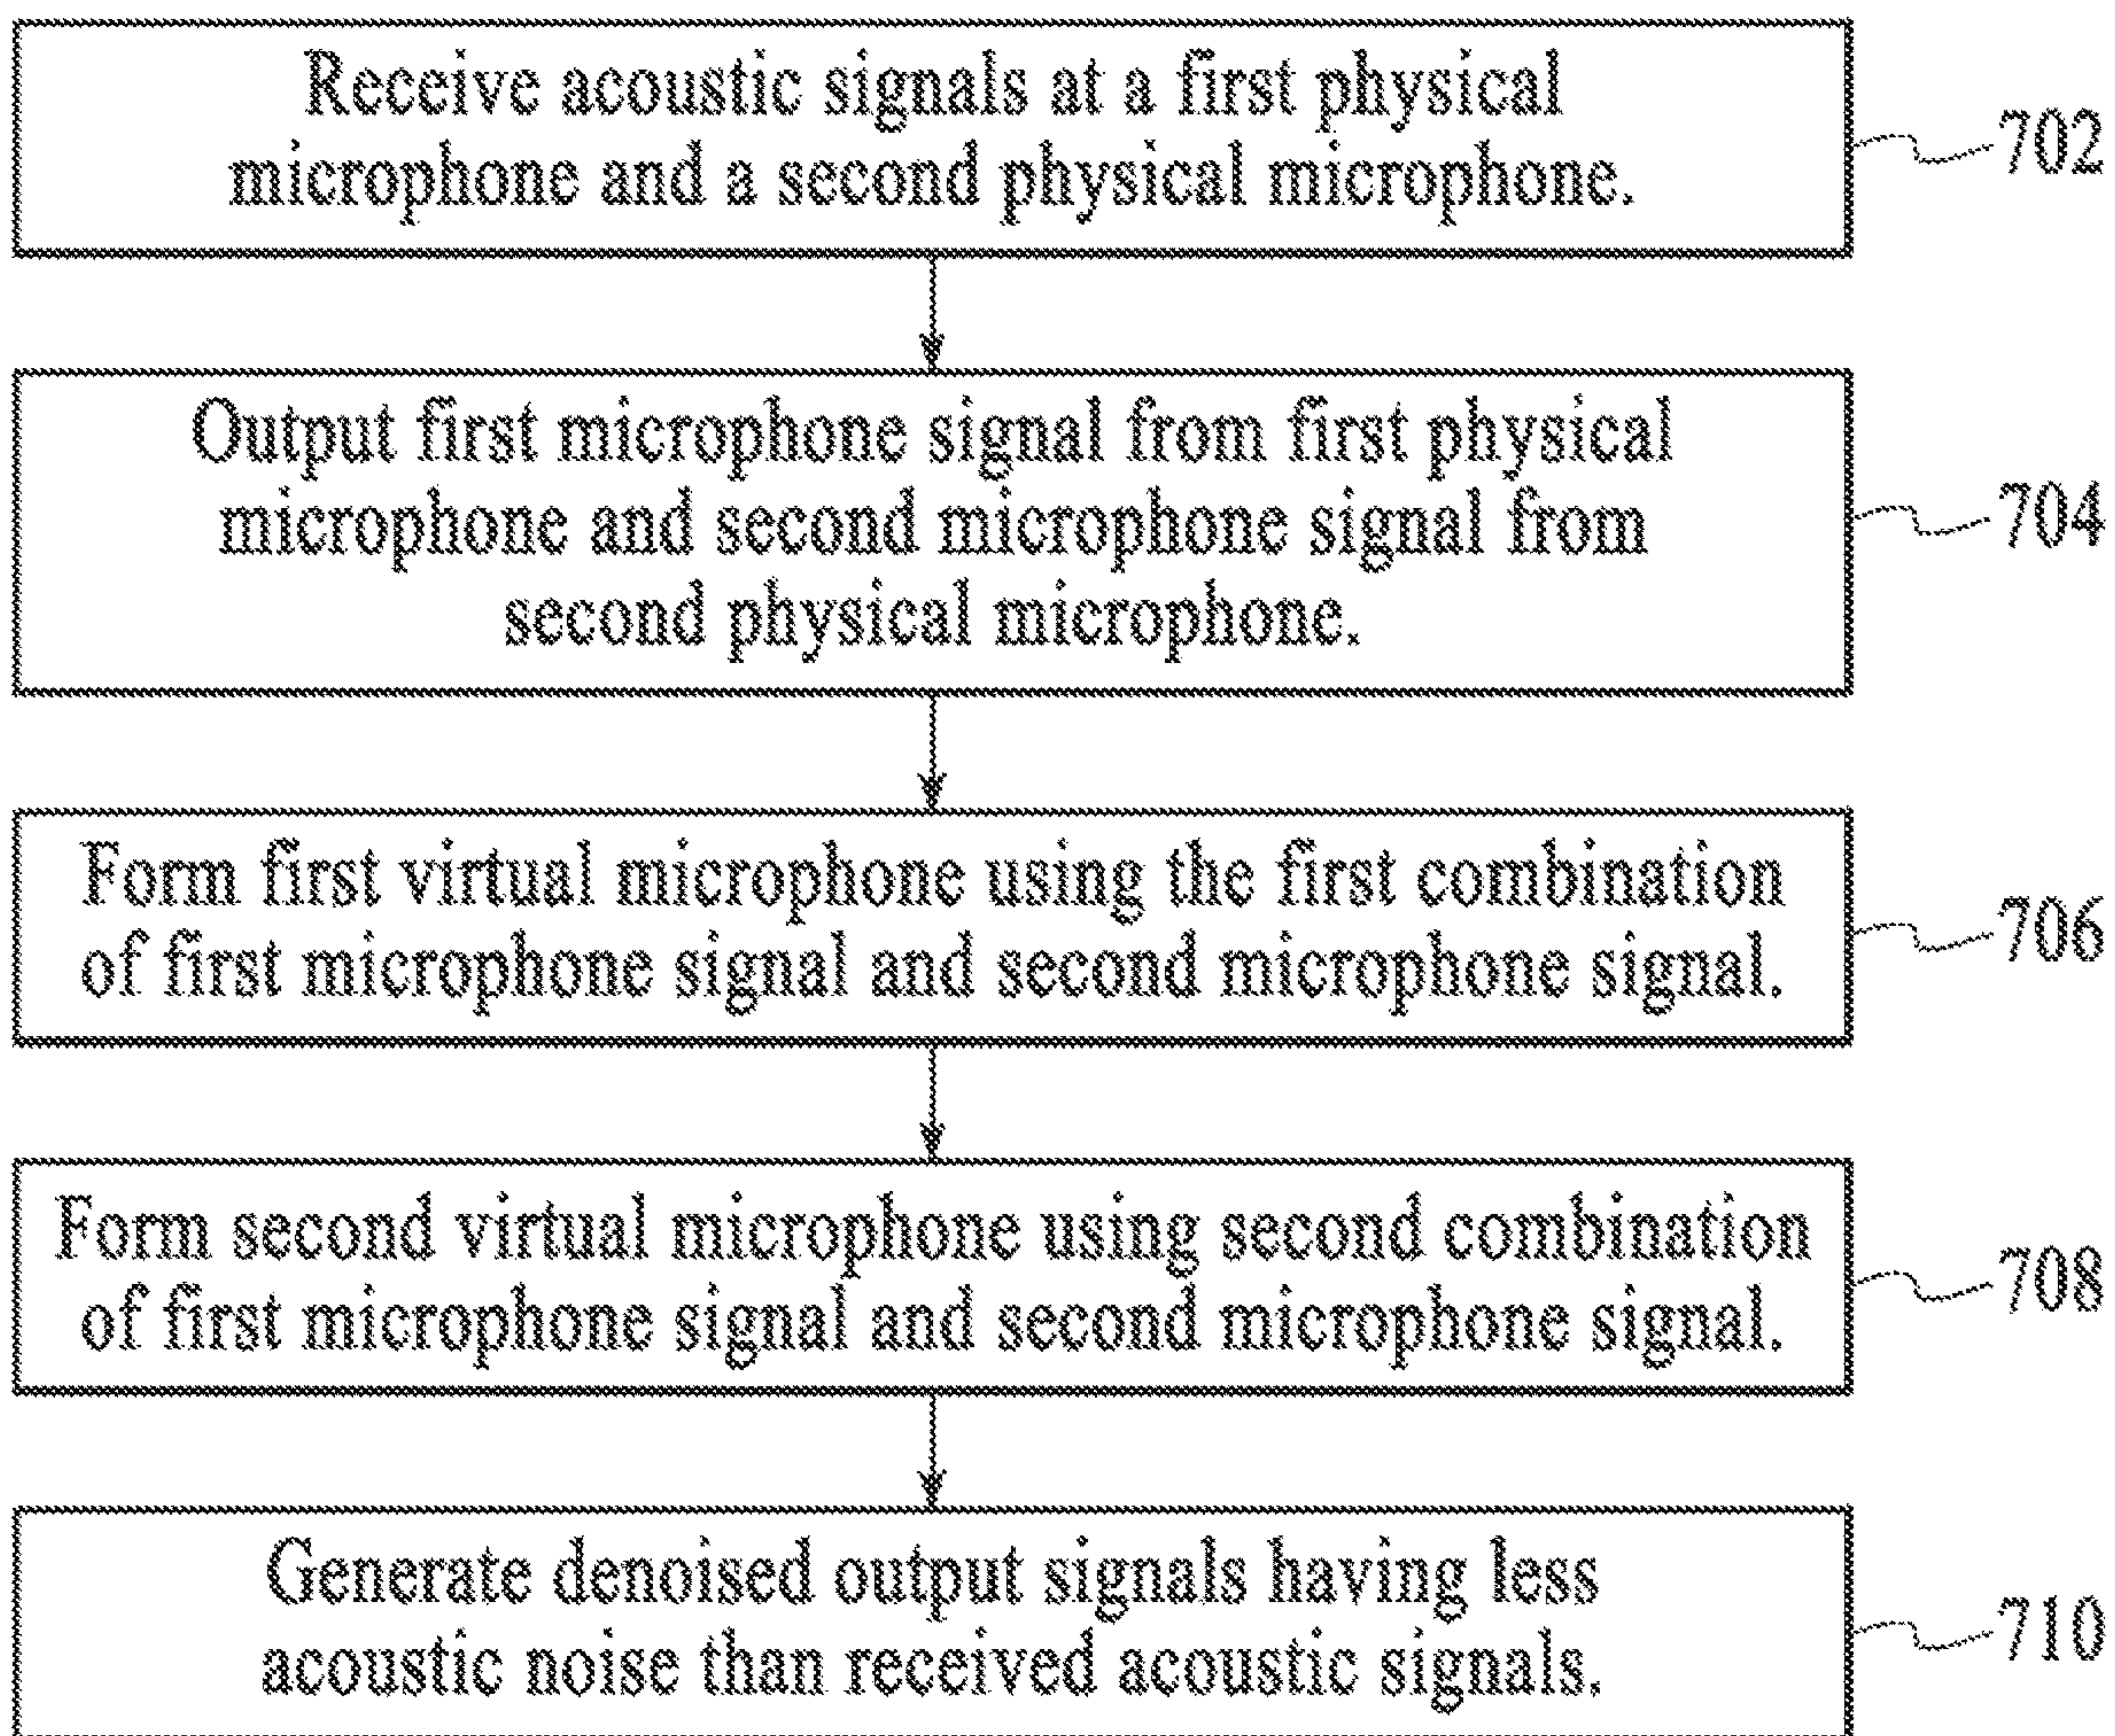 Receive acoustic signals at a first physical
microphone and a second physical microphone.
702
Output first microphone signal from first physical
microphone and second microphone signal from
second physical microphone.
704
Form first virtual microphone using the first combination
of first microphone signal and second microphone signal.
706
Form second virtual microphone using second combination
of first microphone signal and second microphone signal.
708
Generate denoised output signals having less
acoustic noise than received acoustic signals.
710